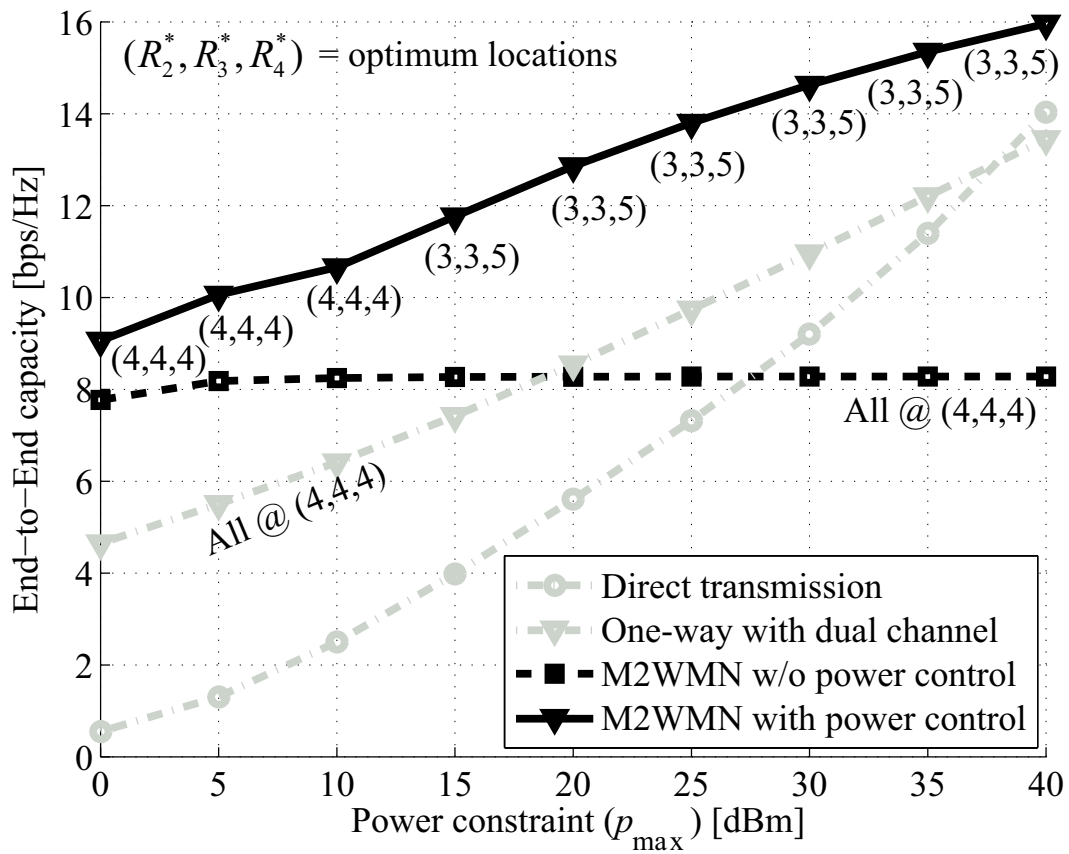 (R₂*, R₃*, R₄*) = optimum locations
16
14
12
10
8
6
4
2
0
End−to−End capacity [bps/Hz]
(4,4,4)
(4,4,4)
(4,4,4)
(3,3,5)
(3,3,5)
(3,3,5)
(3,3,5)
(3,3,5)
(3,3,5)
All @ (4,4,4)
All @ (4,4,4)
Direct transmission
One-way with dual channel
M2WMN w/o power control
M2WMN with power control
0 5 10 15 20 25 30 35 40
Power constraint (p_max) [dBm]